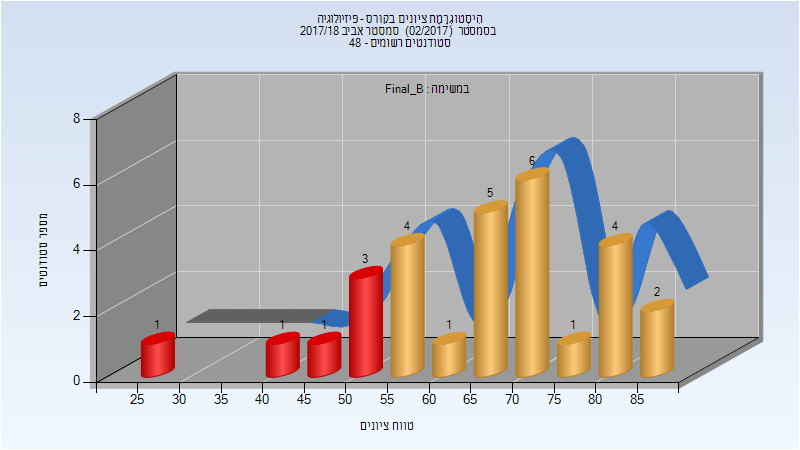 היסטוגרמת ציונים בקורס - פיזיולוגיה
בסמסטר (02/2017) סמסטר אביב 2017/18
סטודנטים רשומים - 48
במשימה : Final_B
מספר סטודנטים
8
6
4
2
0
1
1
1
3
4
1
5
6
1
4
2
25 30 35 40 45 50 55 60 65 70 75 80 85
טווח ציונים